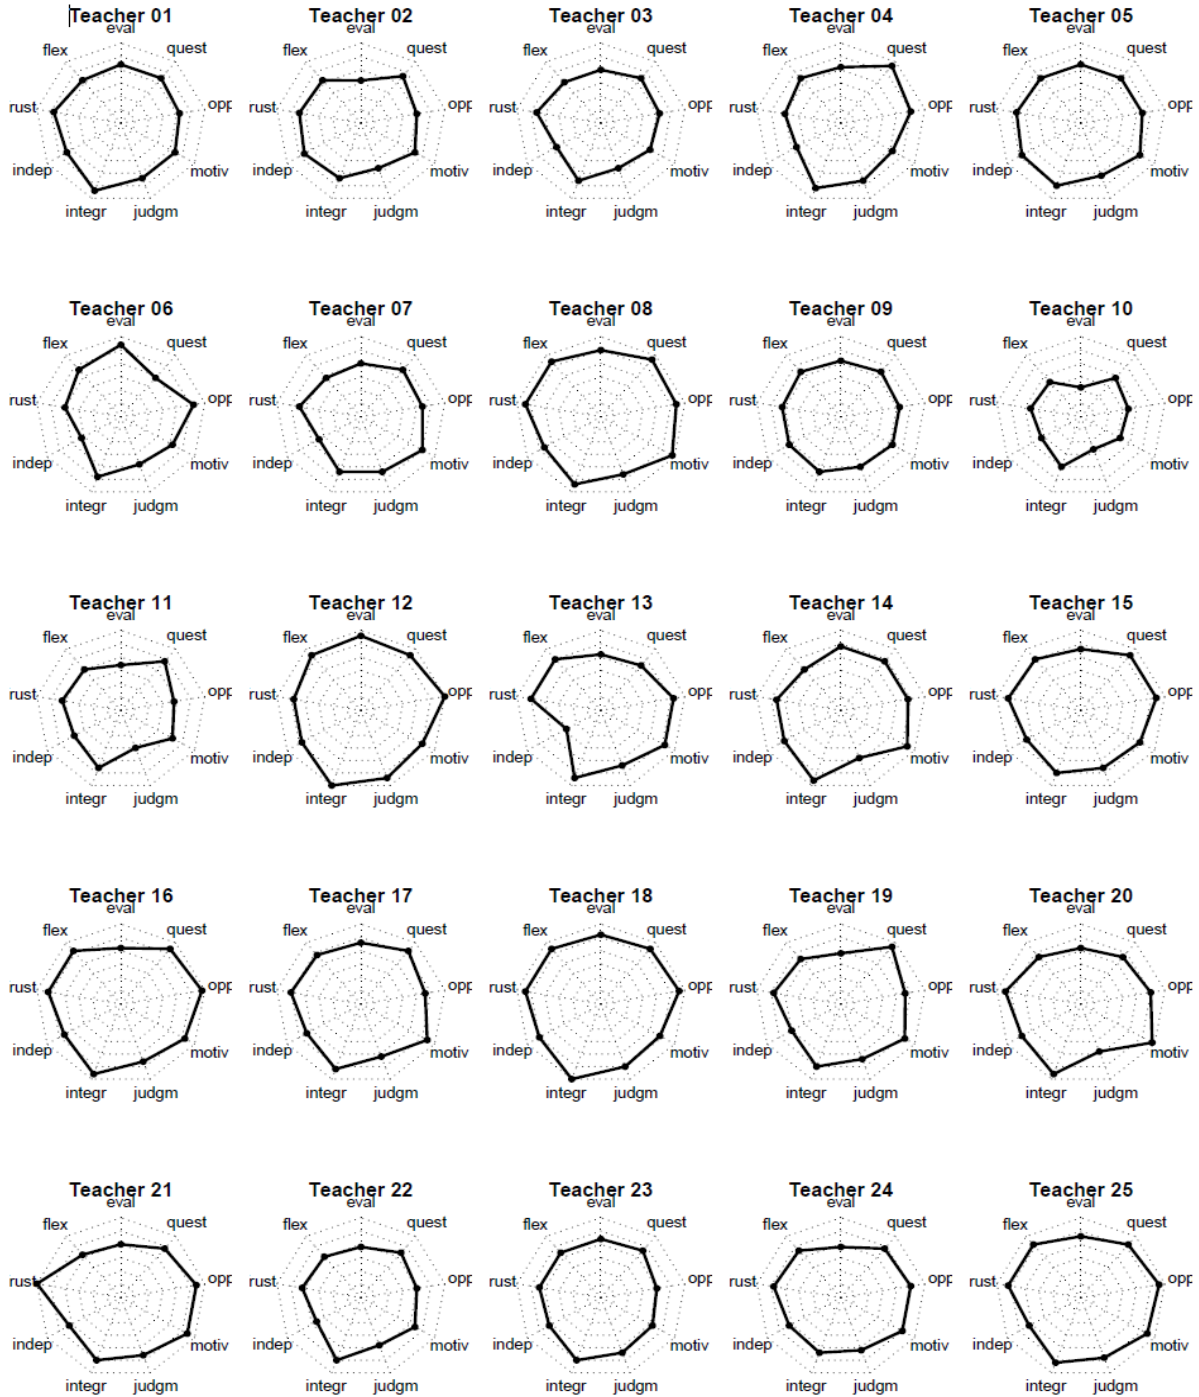 Teacher 01
eval
flex quest
rust opp
indep motiv
integr judgm
Teacher 02
eval
flex quest
rust opp
indep motiv
integr judgm
Teacher 03
eval
flex quest
rust opp
indep motiv
integr judgm
Teacher 04
eval
flex quest
rust opp
indep motiv
integr judgm
Teacher 05
eval
flex quest
rust opp
indep motiv
integr judgm
Teacher 06
eval
flex quest
rust opp
indep motiv
integr judgm
Teacher 07
eval
flex quest
rust opp
indep motiv
integr judgm
Teacher 08
eval
flex quest
rust opp
indep motiv
integr judgm
Teacher 09
eval
flex quest
rust opp
indep motiv
integr judgm
Teacher 10
eval
flex quest
rust opp
indep motiv
integr judgm
Teacher 11
eval
flex quest
rust opp
indep motiv
integr judgm
Teacher 12
eval
flex quest
rust opp
indep motiv
integr judgm
Teacher 13
eval
flex quest
rust opp
indep motiv
integr judgm
Teacher 14
eval
flex quest
rust opp
indep motiv
integr judgm
Teacher 15
eval
flex quest
rust opp
indep motiv
integr judgm
Teacher 16
eval
flex quest
rust opp
indep motiv
integr judgm
Teacher 17
eval
flex quest
rust opp
indep motiv
integr judgm
Teacher 18
eval
flex quest
rust opp
indep motiv
integr judgm
Teacher 19
eval
flex quest
rust opp
indep motiv
integr judgm
Teacher 20
eval
flex quest
rust opp
indep motiv
integr judgm
Teacher 21
eval
flex quest
rust opp
indep motiv
integr judgm
Teacher 22
eval
flex quest
rust opp
indep motiv
integr judgm
Teacher 23
eval
flex quest
rust opp
indep motiv
integr judgm
Teacher 24
eval
flex quest
rust opp
indep motiv
integr judgm
Teacher 25
eval
flex quest
rust opp
indep motiv
integr judgm